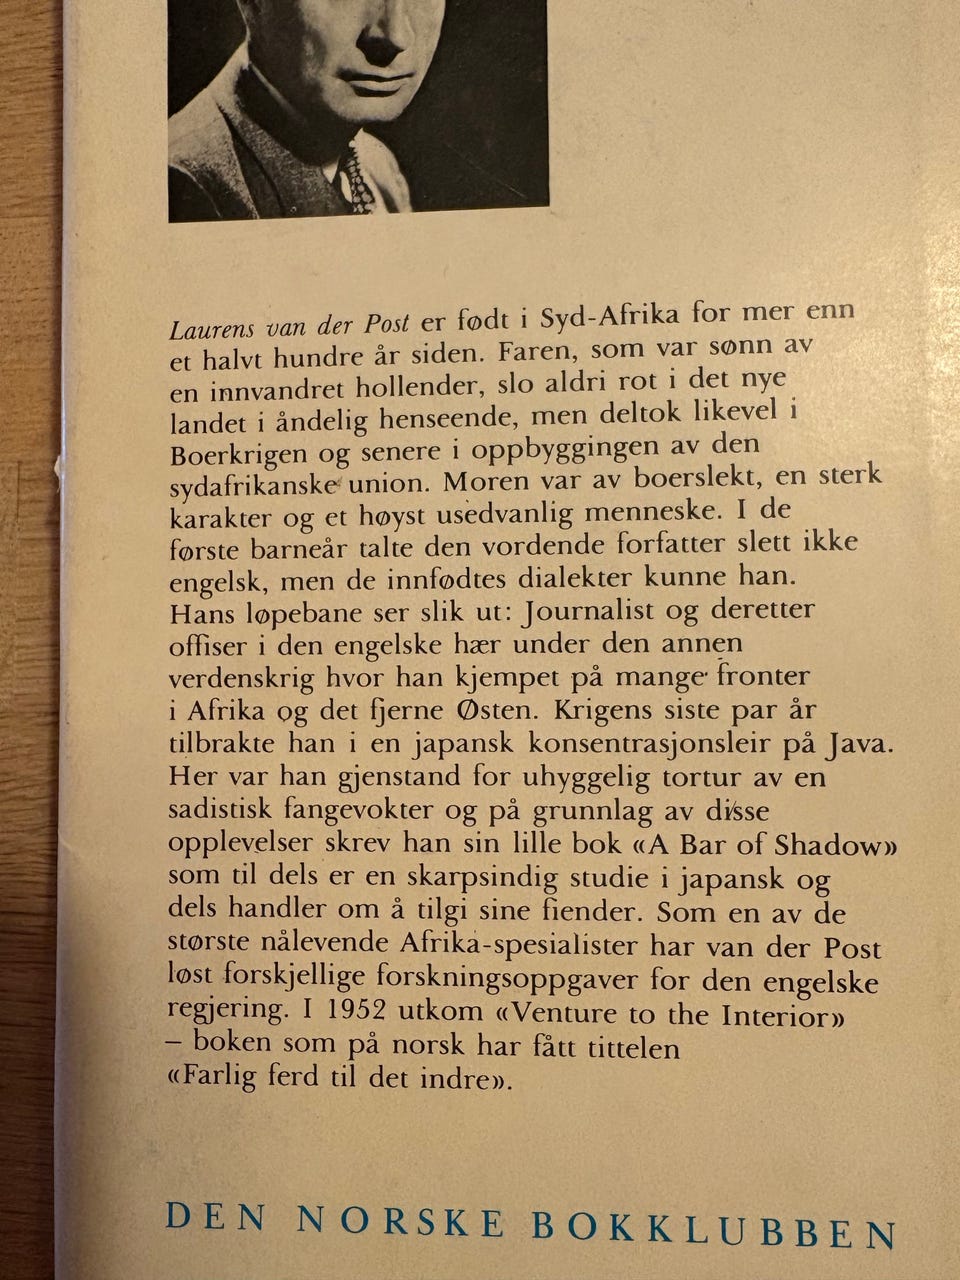 Laurens van der Post er født i Syd-Afrika for mer enn
et halvt hundre år siden. Faren, som var sønn av
en innvandret hollender, slo aldri rot i det nye
landet i åndelig henseende, men deltok likevel i
Boerkrigen og senere i oppbyggingen av den
sydafrikanske union. Moren var av boerslekt, en sterk
karakter og et høyst usedvanlig menneske. I de
første barneår talte den vordende forfatter slett ikke
engelsk, men de innfødtes dialekter kunne han.
Hans løpebane ser slik ut: Journalist og deretter
offiser i den engelske hær under den annen
verdenskrig hvor han kjempet på mange fronter
i Afrika og det fjerne Østen. Krigens siste par år
tilbrakte han i en japansk konsentrasjonsleir på Java.
Her var han gjenstand for uhyggelig tortur av en
sadistisk fangevokter og på grunnlag av disse
opplevelser skrev han sin lille bok «A Bar of Shadow»
som til dels er en skarpsindig studie i japansk og
dels handler om å tilgi sine fiender. Som en av de
største nålevende Afrika-spesialister har van der Post
løst forskjellige forskningsoppgaver for den engelske
regjering. I 1952 utkom «Venture to the Interior»
– boken som på norsk har fått tittelen
«Farlig ferd til det indre».
DEN NORSKE BOKKLUBBEN